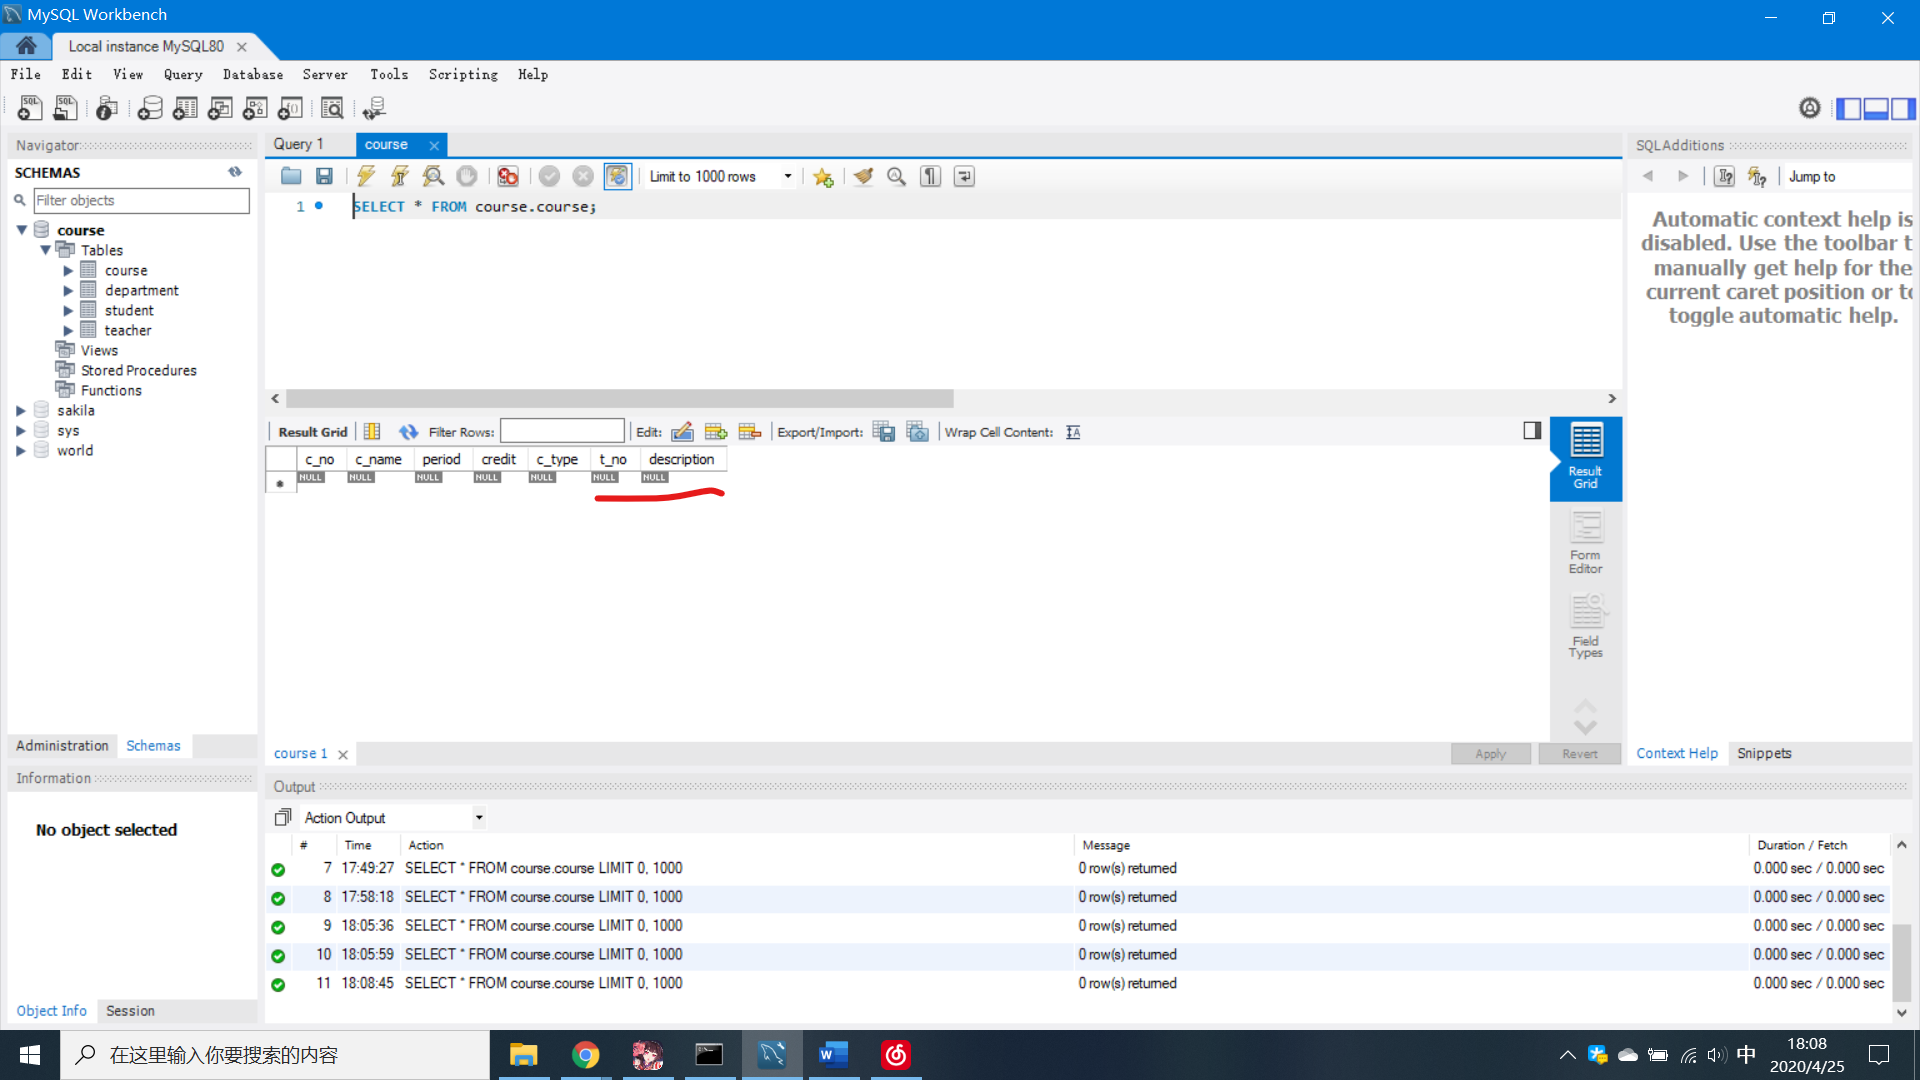 MySQL Workbench
Local instance MySQL80
File Edit View Query Database Server Tools Scripting Help
Navigator
SCHEMAS
Filter objects
course
Tables
course
department
student
teacher
Views
Stored Procedures
Functions
sakila
sys
world
Administration Schemas
Information
No object selected
Object Info Session
Query 1 course
Limit to 1000 rows
1 SELECT * FROM course.course;
Result Grid Filter Rows: Edit: Export/Import: Wrap Cell Content:
c_no c_name period credit c_type t_no description
NULL NULL NULL NULL NULL NULL NULL
Result Grid
Form Editor
Field Types
course 1
Apply Revert
SQLAdditions
Jump to
Automatic context help is
disabled. Use the toolbar t
manually get help for the
current caret position or to
toggle automatic help.
Context Help Snippets
Output
Action Output
# Time Action Message Duration / Fetch
7 17:49:27 SELECT * FROM course.course LIMIT 0, 1000 0 row(s) returned 0.000 sec / 0.000 sec
8 17:58:18 SELECT * FROM course.course LIMIT 0, 1000 0 row(s) returned 0.000 sec / 0.000 sec
9 18:05:36 SELECT * FROM course.course LIMIT 0, 1000 0 row(s) returned 0.000 sec / 0.000 sec
10 18:05:59 SELECT * FROM course.course LIMIT 0, 1000 0 row(s) returned 0.000 sec / 0.000 sec
11 18:08:45 SELECT * FROM course.course LIMIT 0, 1000 0 row(s) returned 0.000 sec / 0.000 sec
在这里输入你要搜索的内容
中
18:08
2020/4/25